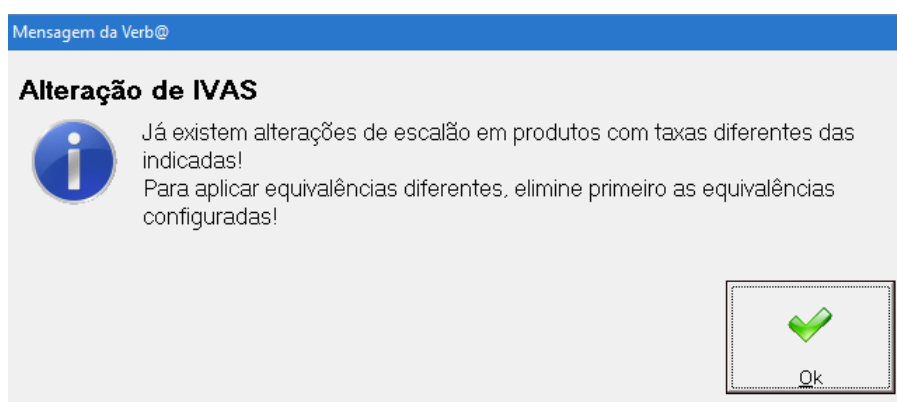 Mensagem da Verb@
Alteração de IVAS
Já existem alterações de escalão em produtos com taxas diferentes das
indicadas!
Para aplicar equivalências diferentes, elimine primeiro as equivalências
configuradas!
Ok